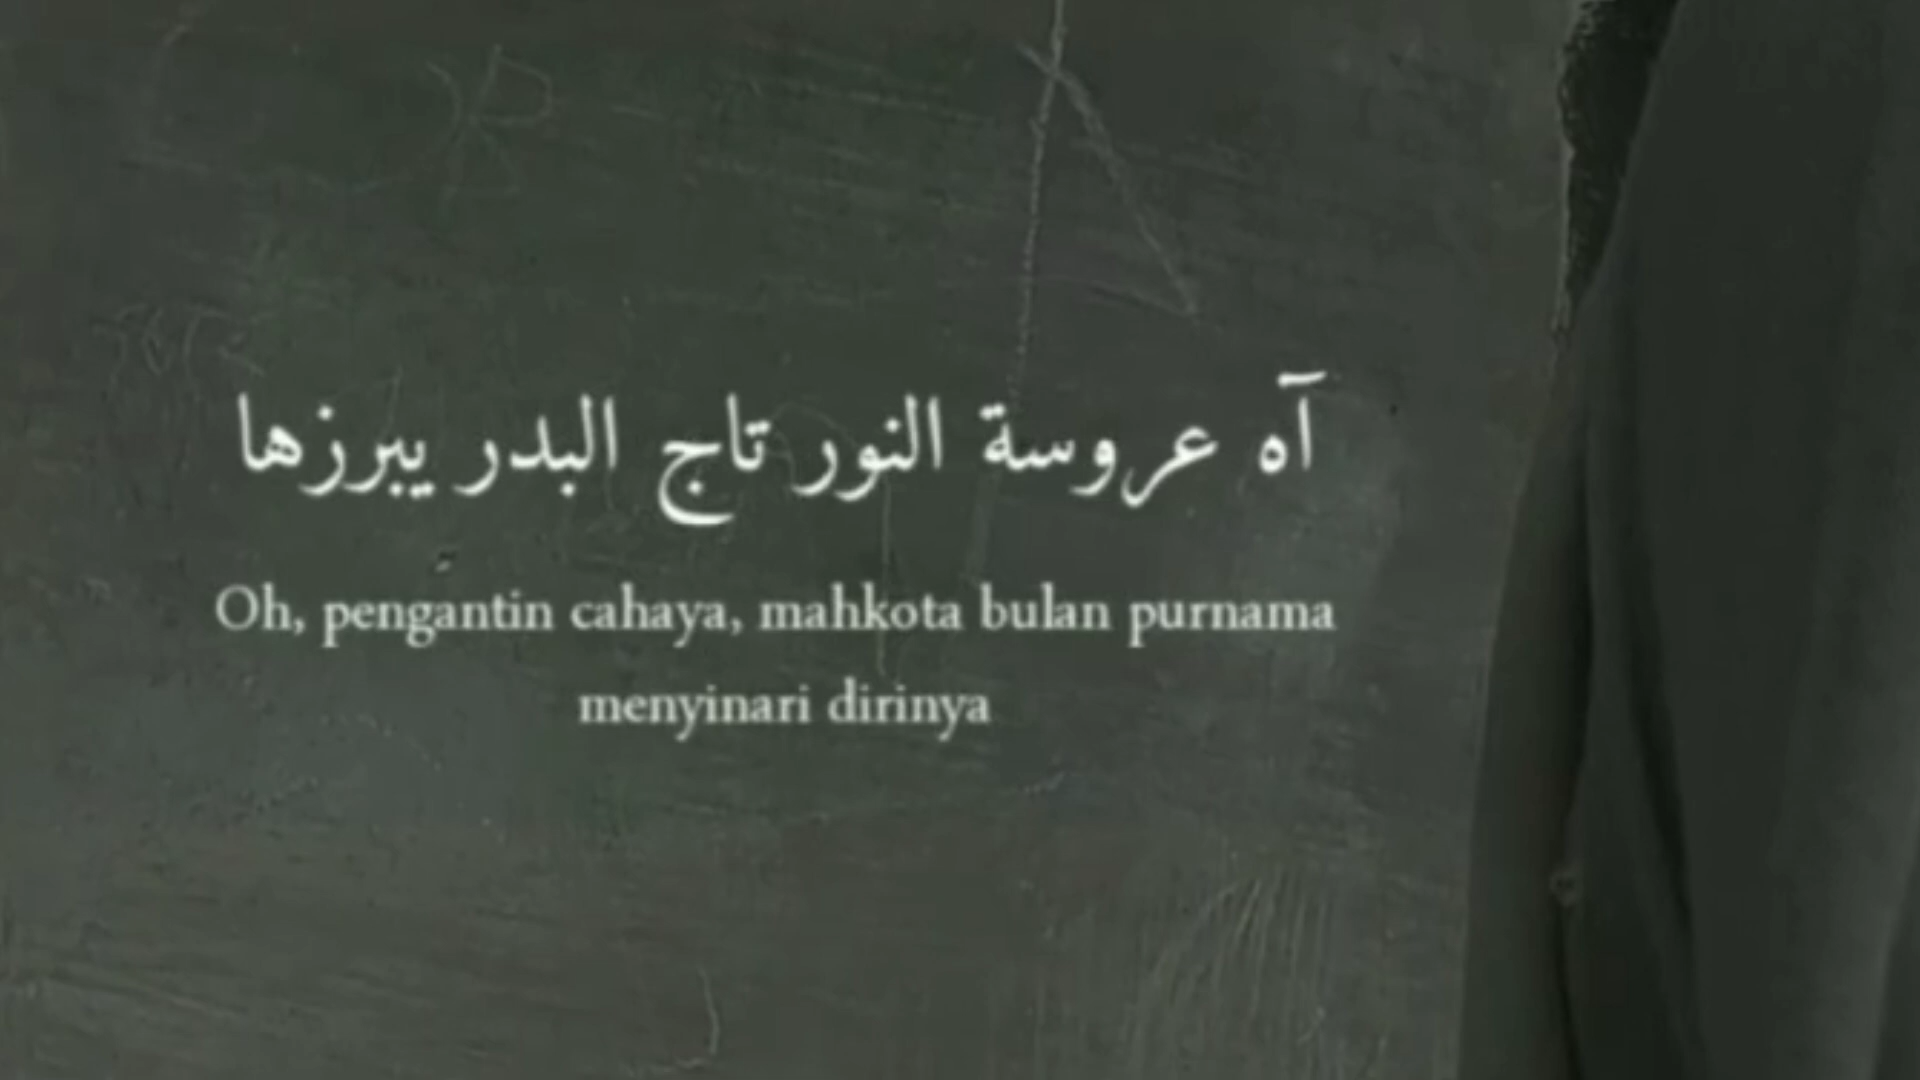 آه عروسة النور تاج البدر يبرزها
Oh, pengantin cahaya, mahkota bulan purnama
menyinari dirinya